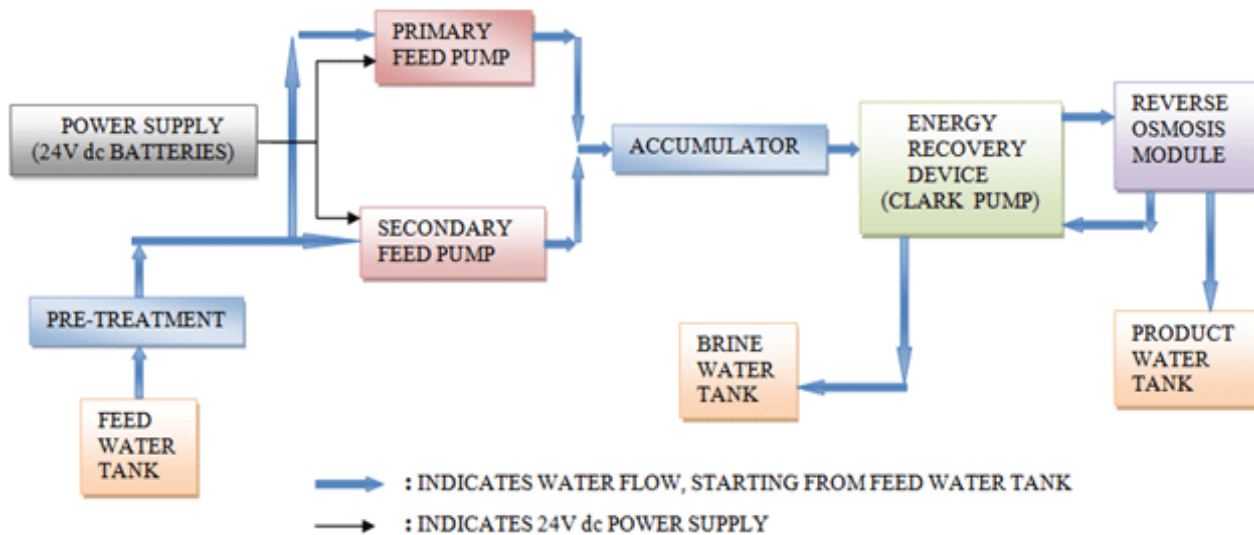 PRIMARY
FEED PUMP
POWER SUPPLY
(24V dc BATTERIES)
ACCUMULATOR
ENERGY
RECOVERY
DEVICE
(CLARK PUMP)
REVERSE
OSMOSIS
MODULE
SECONDARY
FEED PUMP
PRE-TREATMENT
FEED
WATER
TANK
BRINE
WATER
TANK
PRODUCT
WATER
TANK
: INDICATES WATER FLOW, STARTING FROM FEED WATER TANK
: INDICATES 24V dc POWER SUPPLY